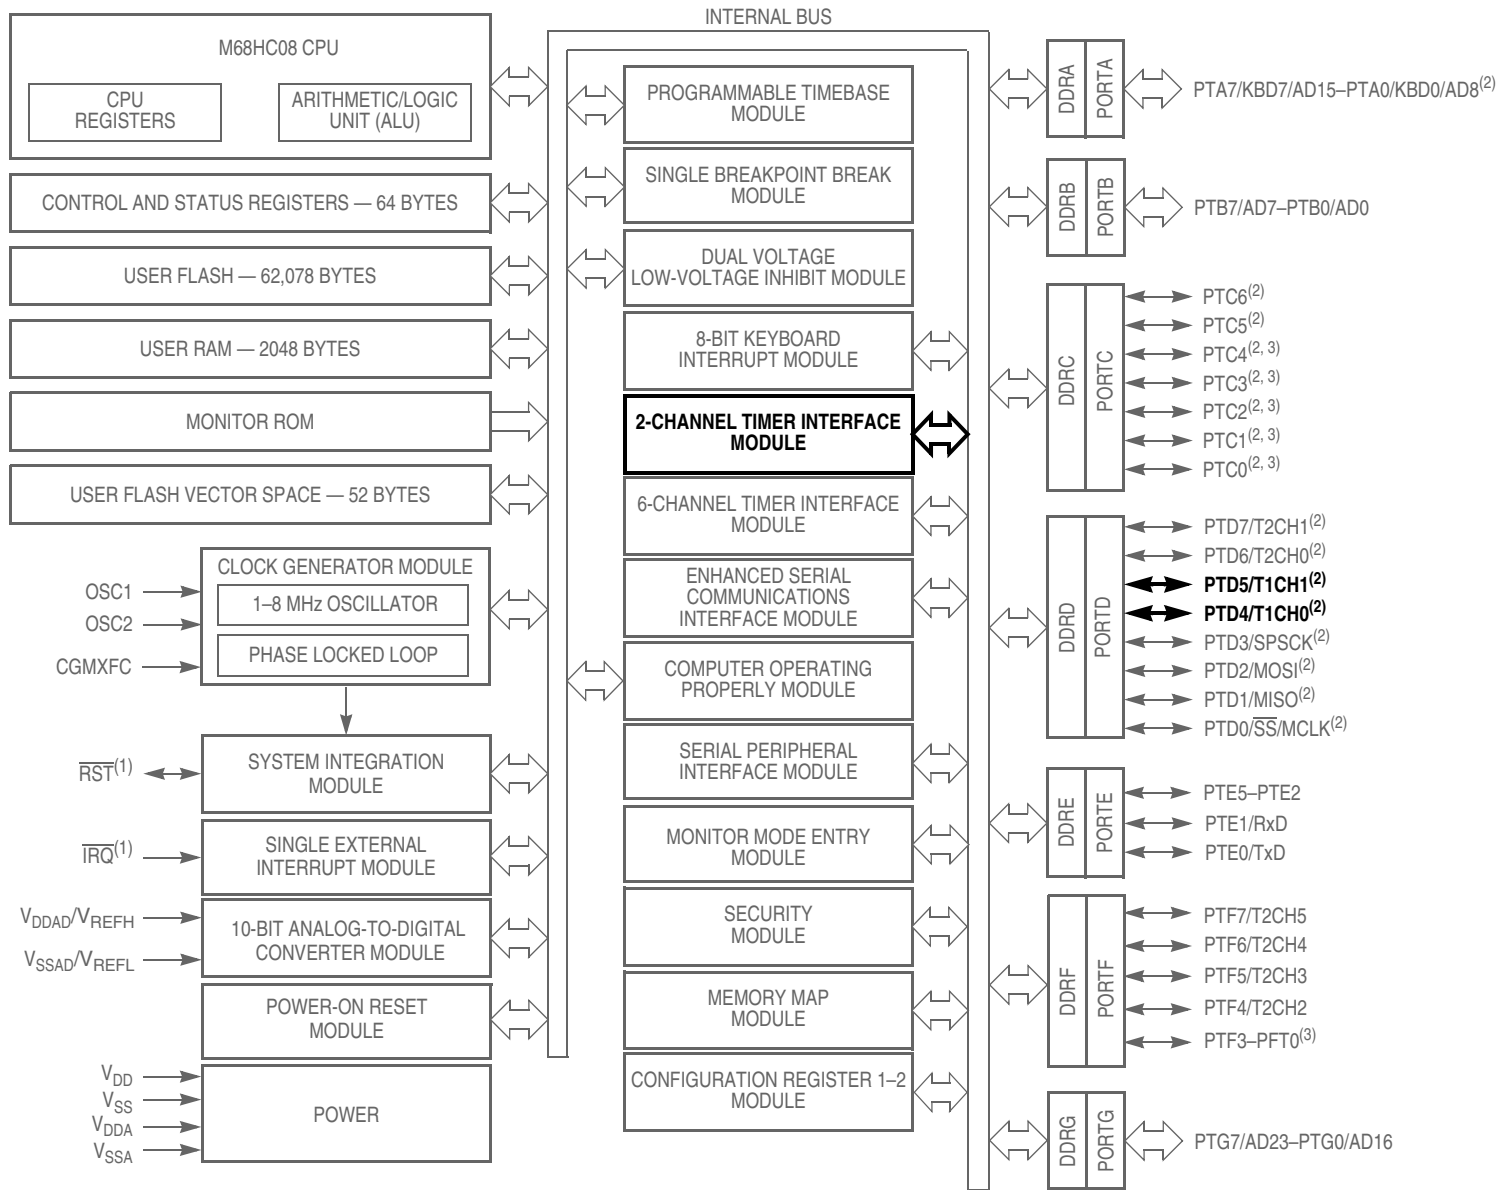 INTERNAL BUS
M68HC08 CPU
CPU
REGISTERS
ARITHMETIC/LOGIC
UNIT (ALU)
CONTROL AND STATUS REGISTERS — 64 BYTES
USER FLASH — 62,078 BYTES
USER RAM — 2048 BYTES
MONITOR ROM
USER FLASH VECTOR SPACE — 52 BYTES
CLOCK GENERATOR MODULE
1–8 MHz OSCILLATOR
PHASE LOCKED LOOP
OSC1
OSC2
CGMXFC
SYSTEM INTEGRATION
MODULE
RST(1)
SINGLE EXTERNAL
INTERRUPT MODULE
IRQ(1)
10-BIT ANALOG-TO-DIGITAL
CONVERTER MODULE
VDDAD/VREFH
VSSAD/VREFL
POWER-ON RESET
MODULE
POWER
VDD
VSS
VDDA
VSSA
PROGRAMMABLE TIMEBASE
MODULE
SINGLE BREAKPOINT BREAK
MODULE
DUAL VOLTAGE
LOW-VOLTAGE INHIBIT MODULE
8-BIT KEYBOARD
INTERRUPT MODULE
2-CHANNEL TIMER INTERFACE
MODULE
6-CHANNEL TIMER INTERFACE
MODULE
ENHANCED SERIAL
COMMUNICATIONS
INTERFACE MODULE
COMPUTER OPERATING
PROPERLY MODULE
SERIAL PERIPHERAL
INTERFACE MODULE
MONITOR MODE ENTRY
MODULE
SECURITY
MODULE
MEMORY MAP
MODULE
CONFIGURATION REGISTER 1–2
MODULE
DDRA
PORTA
PTA7/KBD7/AD15–PTA0/KBD0/AD8(2)
DDRB
PORTB
PTB7/AD7–PTB0/AD0
DDRC
PORTC
PTC6(2)
PTC5(2)
PTC4(2, 3)
PTC3(2, 3)
PTC2(2, 3)
PTC1(2, 3)
PTC0(2, 3)
DDRD
PORTD
PTD7/T2CH1(2)
PTD6/T2CH0(2)
PTD5/T1CH1(2)
PTD4/T1CH0(2)
PTD3/SPSCK(2)
PTD2/MOSI(2)
PTD1/MISO(2)
PTD0/SS/MCLK(2)
DDRE
PORTE
PTE5–PTE2
PTE1/RxD
PTE0/TxD
DDRF
PORTF
PTF7/T2CH5
PTF6/T2CH4
PTF5/T2CH3
PTF4/T2CH2
PTF3–PFT0(3)
DDRG
PORTG
PTG7/AD23–PTG0/AD16